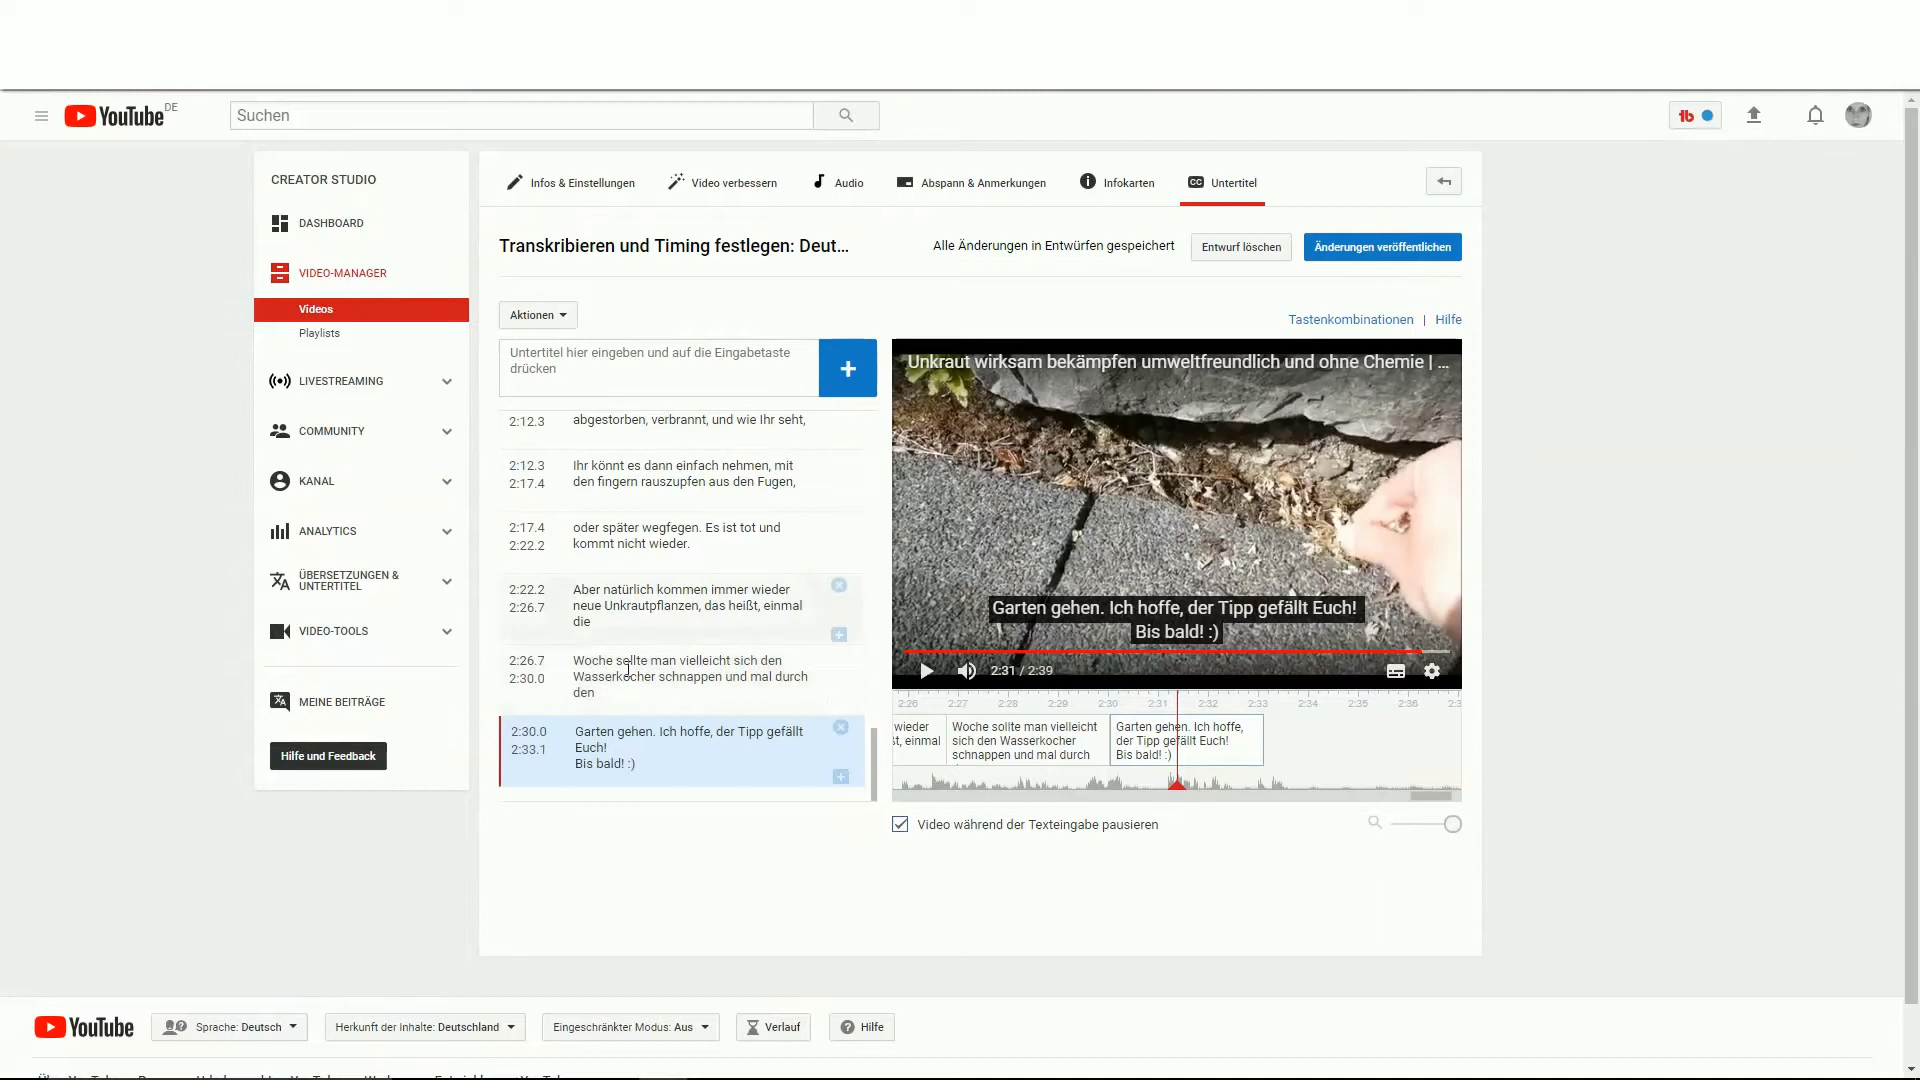 YouTube DE
Suchen
CREATOR STUDIO
DASHBOARD
VIDEO-MANAGER
Videos
Playlists
LIVESTREAMING
COMMUNITY
KANAL
ANALYTICS
ÜBERSETZUNGEN &
UNTERTITEL
VIDEO-TOOLS
MEINE BEITRÄGE
Hilfe und Feedback
Infos & Einstellungen
Video verbessern
Audio
Abspann & Anmerkungen
Infokarten
CC Untertitel
Transkribieren und Timing festlegen: Deut...
Alle Änderungen in Entwürfen gespeichert
Entwurf löschen
Änderungen veröffentlichen
Aktionen
Tastenkombinationen | Hilfe
Untertitel hier eingeben und auf die Eingabetaste
drücken
2:12.3 abgestorben, verbrannt, und wie Ihr seht,
2:12.3 Ihr könnt es dann einfach nehmen, mit
2:17.4 den fingern rauszupfen aus den Fugen,
2:17.4 oder später wegfegen. Es ist tot und
2:22.2 kommt nicht wieder.
2:22.2 Aber natürlich kommen immer wieder
2:26.7 neue Unkrautpflanzen, das heißt, einmal
die
2:26.7 Woche sollte man vielleicht sich den
2:30.0 Wasserkocher schnappen und mal durch
den
2:30.0 Garten gehen. Ich hoffe, der Tipp gefällt
2:33.1 Euch!
Bis bald! :)
Unkraut wirksam bekämpfen umweltfreundlich und ohne Chemie | ...
Garten gehen. Ich hoffe, der Tipp gefällt Euch!
Bis bald! :)
2:31 / 2:39
2:26 2:27 2:28 2:29 2:30 2:31 2:32 2:33 2:34 2:35 2:36
wieder
t, einmal
Woche sollte man vielleicht
sich den Wasserkocher
schnappen und mal durch
Garten gehen. Ich hoffe,
der Tipp gefällt Euch!
Bis bald! :)
Video während der Texteingabe pausieren
YouTube
Sprache: Deutsch
Herkunft der Inhalte: Deutschland
Eingeschränkter Modus: Aus
Verlauf
Hilfe